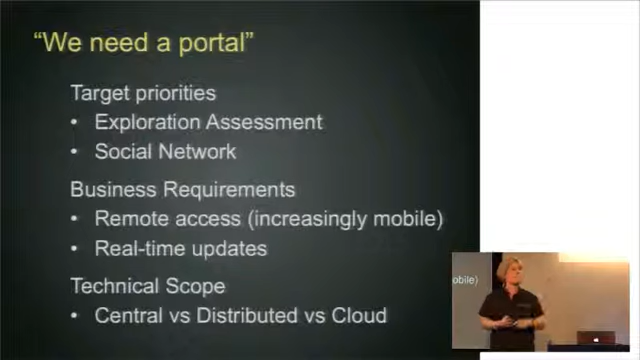 “We need a portal”
Target priorities
• Exploration Assessment
• Social Network
Business Requirements
• Remote access (increasingly mobile)
• Real-time updates
Technical Scope
• Central vs Distributed vs Cloud
obile)